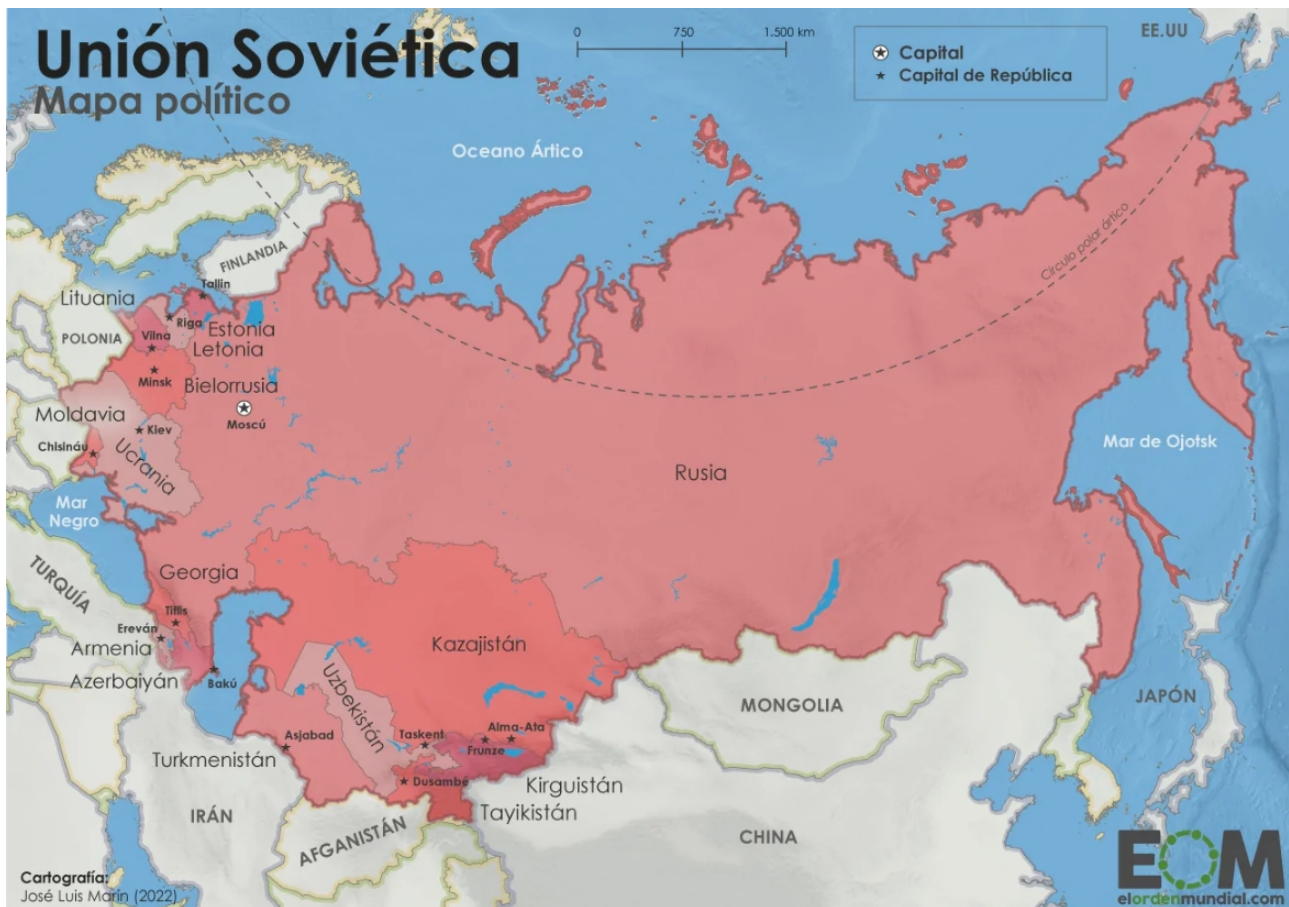 Unión Soviética
Mapa político
0 750 1.500 km
Capital
Capital de República
EE.UU
Oceano Ártico
Círculo polar ártico
FINLANDIA
Tallin
Lituania
Riga
Estonia
POLONIA
Vilna
Letonia
Minsk
Bielorrusia
Moscú
Moldavia
Kiev
Chisináu
Ucrania
Rusia
Mar de Ojotsk
Mar
Negro
TURQUÍA
Georgia
Tiflis
Ereván
Armenia
Azerbaiyán
Bakú
Kazajistán
Uzbekistán
MONGOLIA
JAPÓN
Asjabad
Taskent
Alma-Ata
Frunze
Turkmenistán
Dusambé
Kirguistán
Tayikistán
IRÁN
AFGANISTÁN
CHINA
Cartografía:
José Luis Marín (2022)
EOM
elordenmundial.com